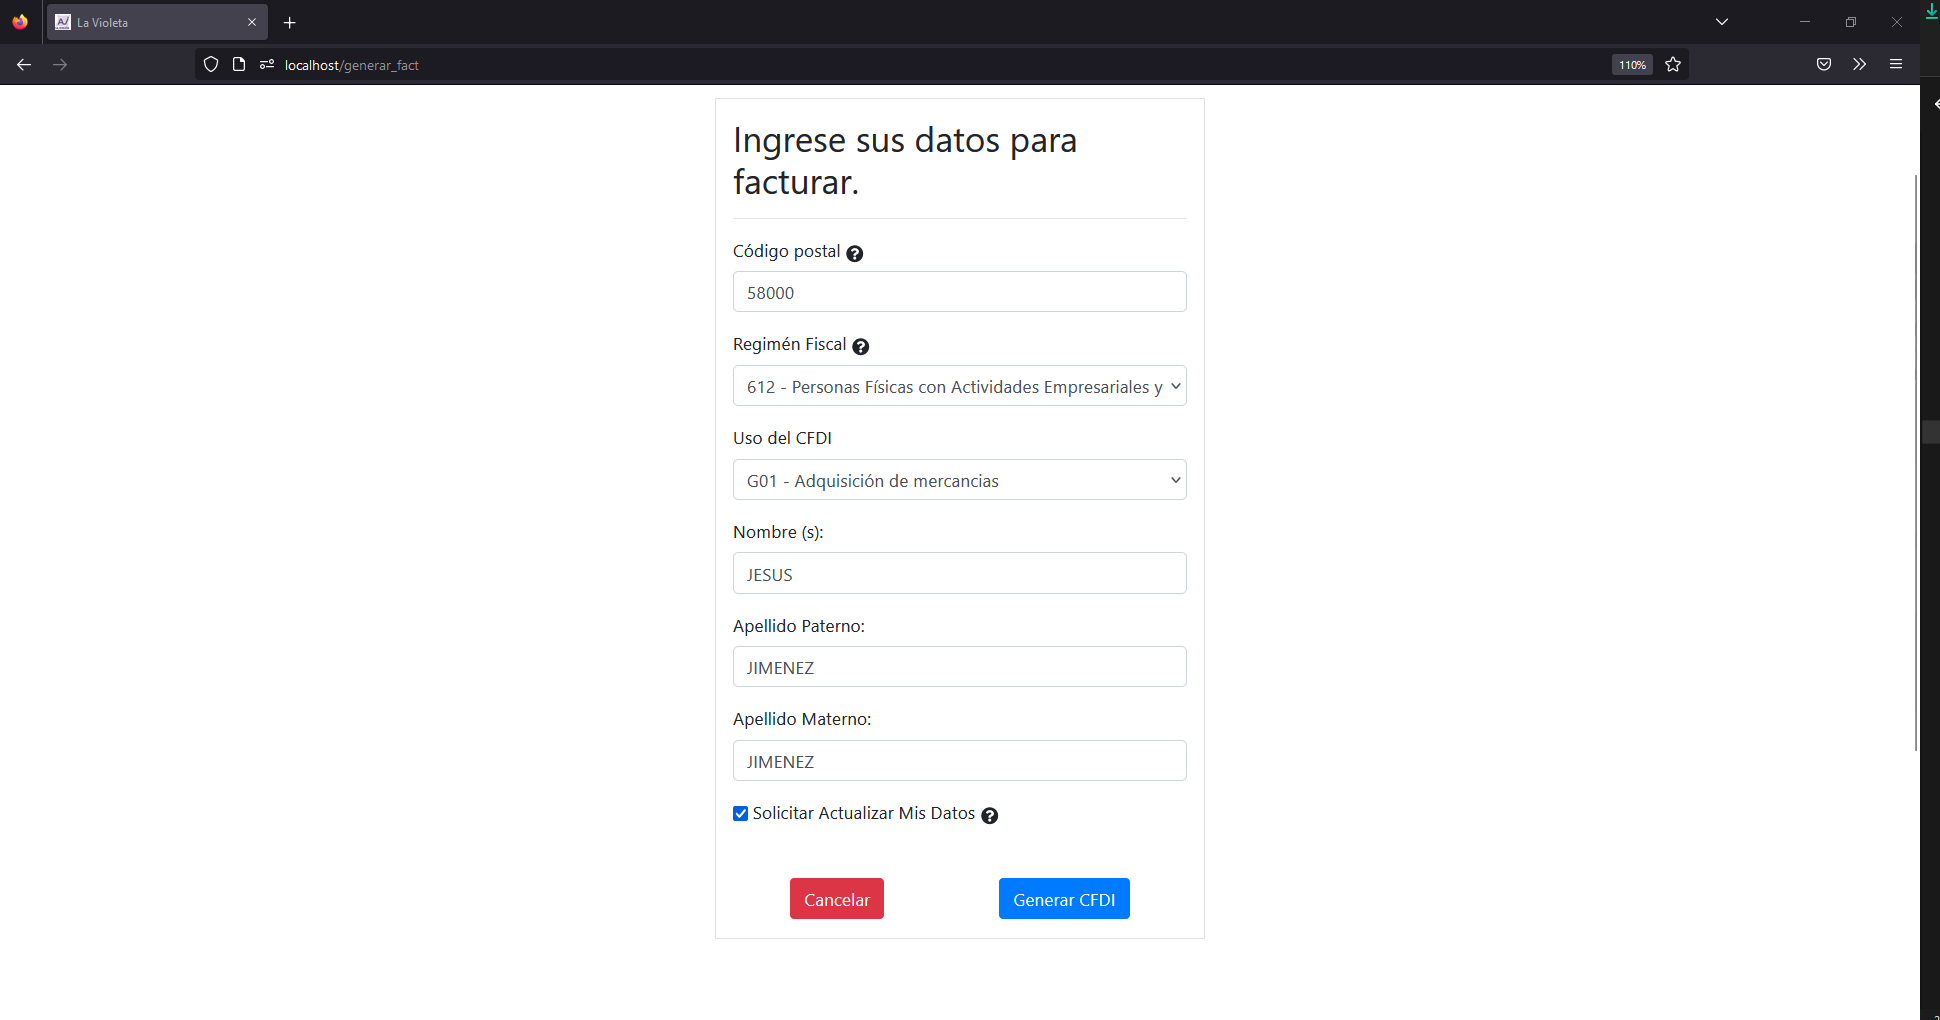 La Violeta
localhost/generar_fact
110%
Ingrese sus datos para
facturar.
Código postal
58000
Regimén Fiscal
612 - Personas Físicas con Actividades Empresariales y
Uso del CFDI
G01 - Adquisición de mercancias
Nombre (s):
JESUS
Apellido Paterno:
JIMENEZ
Apellido Materno:
JIMENEZ
Solicitar Actualizar Mis Datos
Cancelar
Generar CFDI